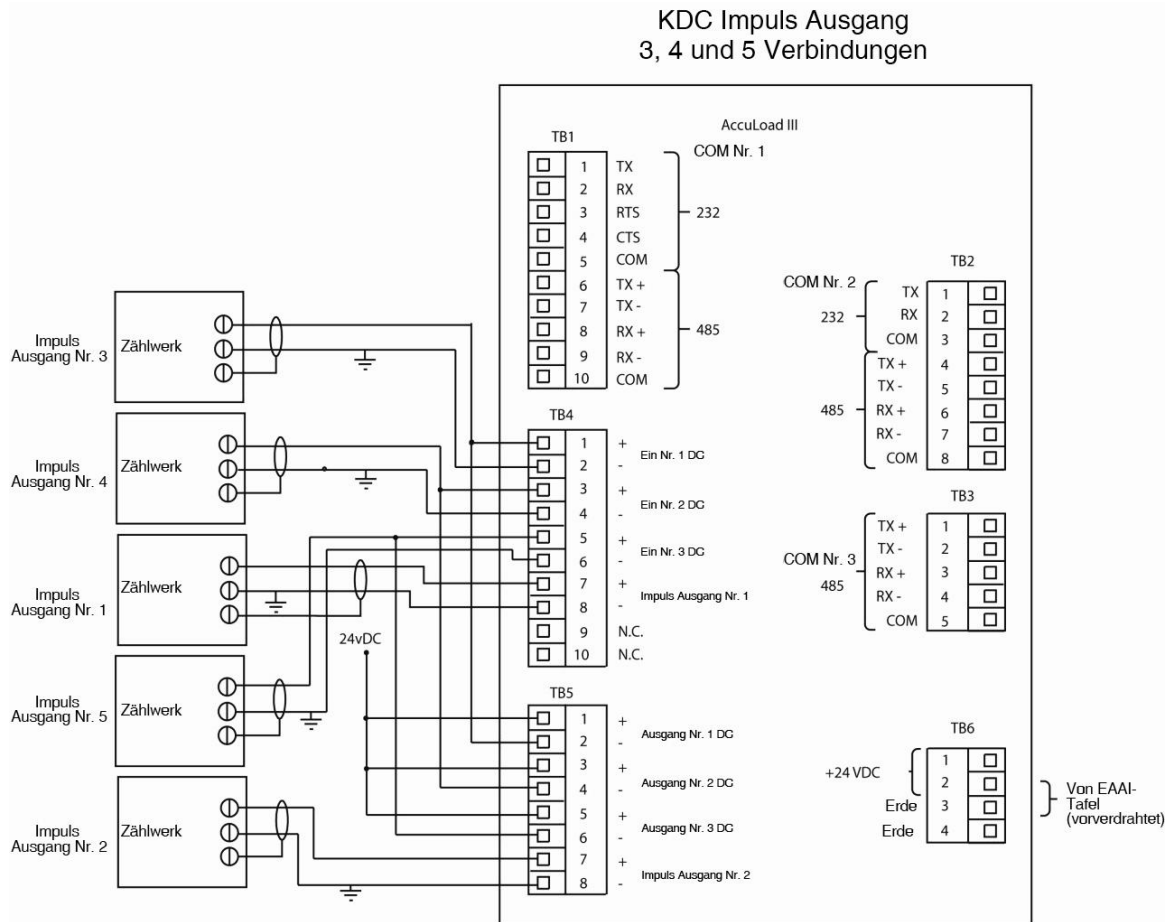 KDC Impuls Ausgang
3, 4 und 5 Verbindungen
AccuLoad III
TB1
COM Nr. 1
1 TX
2 RX
3 RTS
4 CTS
5 COM
232
6 TX +
7 TX -
8 RX +
9 RX -
10 COM
485
TB2
COM Nr. 2
232
TX 1
RX 2
COM 3
485
TX + 4
TX - 5
RX + 6
RX - 7
COM 8
TB3
COM Nr. 3
485
TX + 1
TX - 2
RX + 3
RX - 4
COM 5
Impuls
Ausgang Nr. 3
Zählwerk
Impuls
Ausgang Nr. 4
Zählwerk
Impuls
Ausgang Nr. 1
Zählwerk
Impuls
Ausgang Nr. 5
Zählwerk
Impuls
Ausgang Nr. 2
Zählwerk
TB4
1 +
2 -
Ein Nr. 1 DC
3 +
4 -
Ein Nr. 2 DC
5 +
6 -
Ein Nr. 3 DC
7 +
8 -
Impuls Ausgang Nr. 1
9 N.C.
10 N.C.
24vDC
TB5
1 +
2 -
Ausgang Nr. 1 DC
3 +
4 -
Ausgang Nr. 2 DC
5 +
6 -
Ausgang Nr. 3 DC
7 +
8 -
Impuls Ausgang Nr. 2
TB6
+24 VDC
1
2
Erde 3
Erde 4
Von EAAI-
Tafel
(vorverdrahtet)